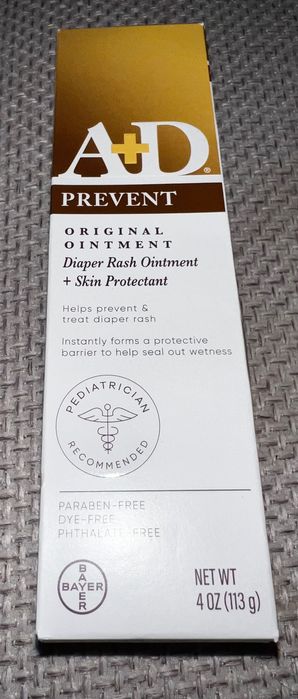 A+D®
PREVENT
ORIGINAL
OINTMENT
Diaper Rash Ointment
+ Skin Protectant
Helps prevent &
treat diaper rash
Instantly forms a protective
barrier to help seal out wetness
PEDIATRICIAN
RECOMMENDED
PARABEN-FREE
DYE-FREE
PHTHALATE-FREE
BAYER
BAYER
NET WT
4 OZ (113 g)